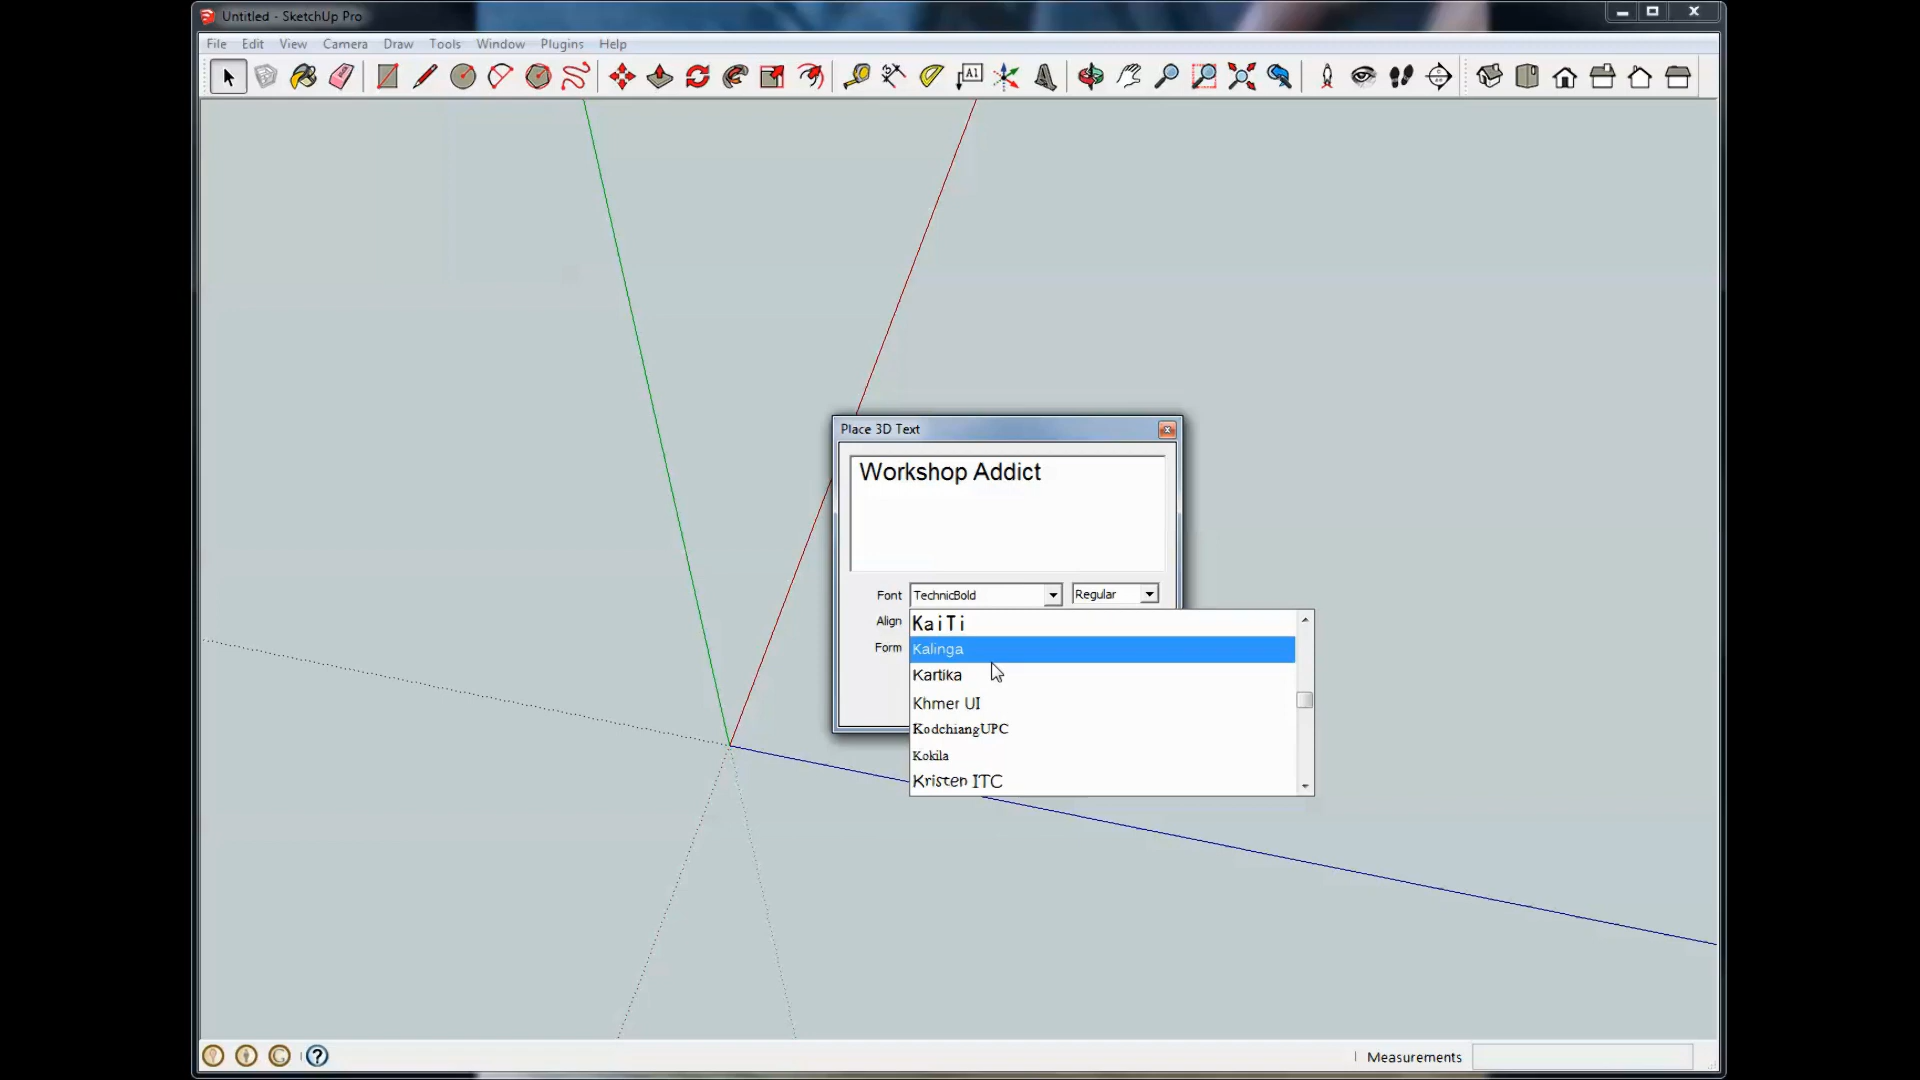 Untitled - SketchUp Pro
File Edit View Camera Draw Tools Window Plugins Help
A1
Place 3D Text
Workshop Addict
Font TechnicBold Regular
Align
Form
KaiTi
Kalinga
Kartika
Khmer UI
KodchiangUPC
Kokila
Kristen ITC
Measurements